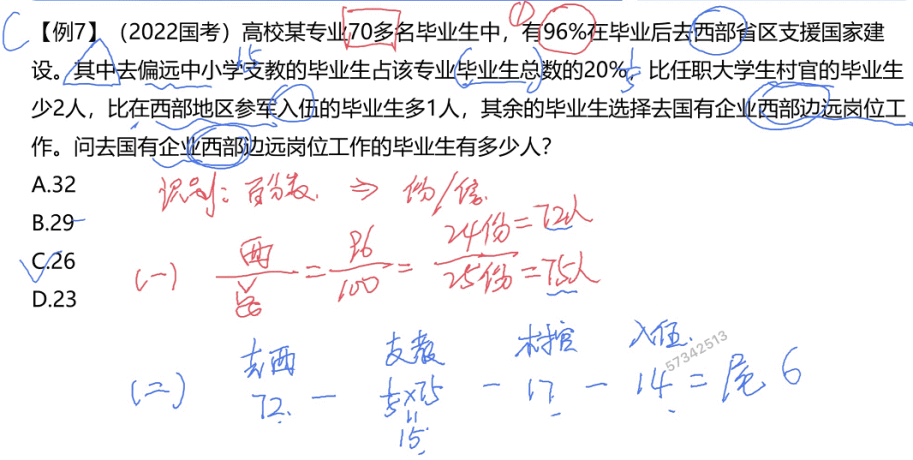 C【例7】（2022国考）高校某专业70多名毕业生中，有96%在毕业后去西部省区支援国家建
①
设。其中去偏远中小学支教的毕业生占该专业毕业生总数的20%，比任职大学生村官的毕业生
15
1/5
少2人，比在西部地区参军入伍的毕业生多1人，其余的毕业生选择去国有企业西部边远岗位工
作。问去国有企业西部边远岗位工作的毕业生有多少人？
A.32
识别：百分数 ⇒ 份/倍
B.29
C.26
(一) 西/总 = 96/100 = 24份=72人/25份=75人
D.23
去西 支教 村官 入伍
57342513
(二) 72 - 1/5×75 - 17 - 14 = 尾6
15